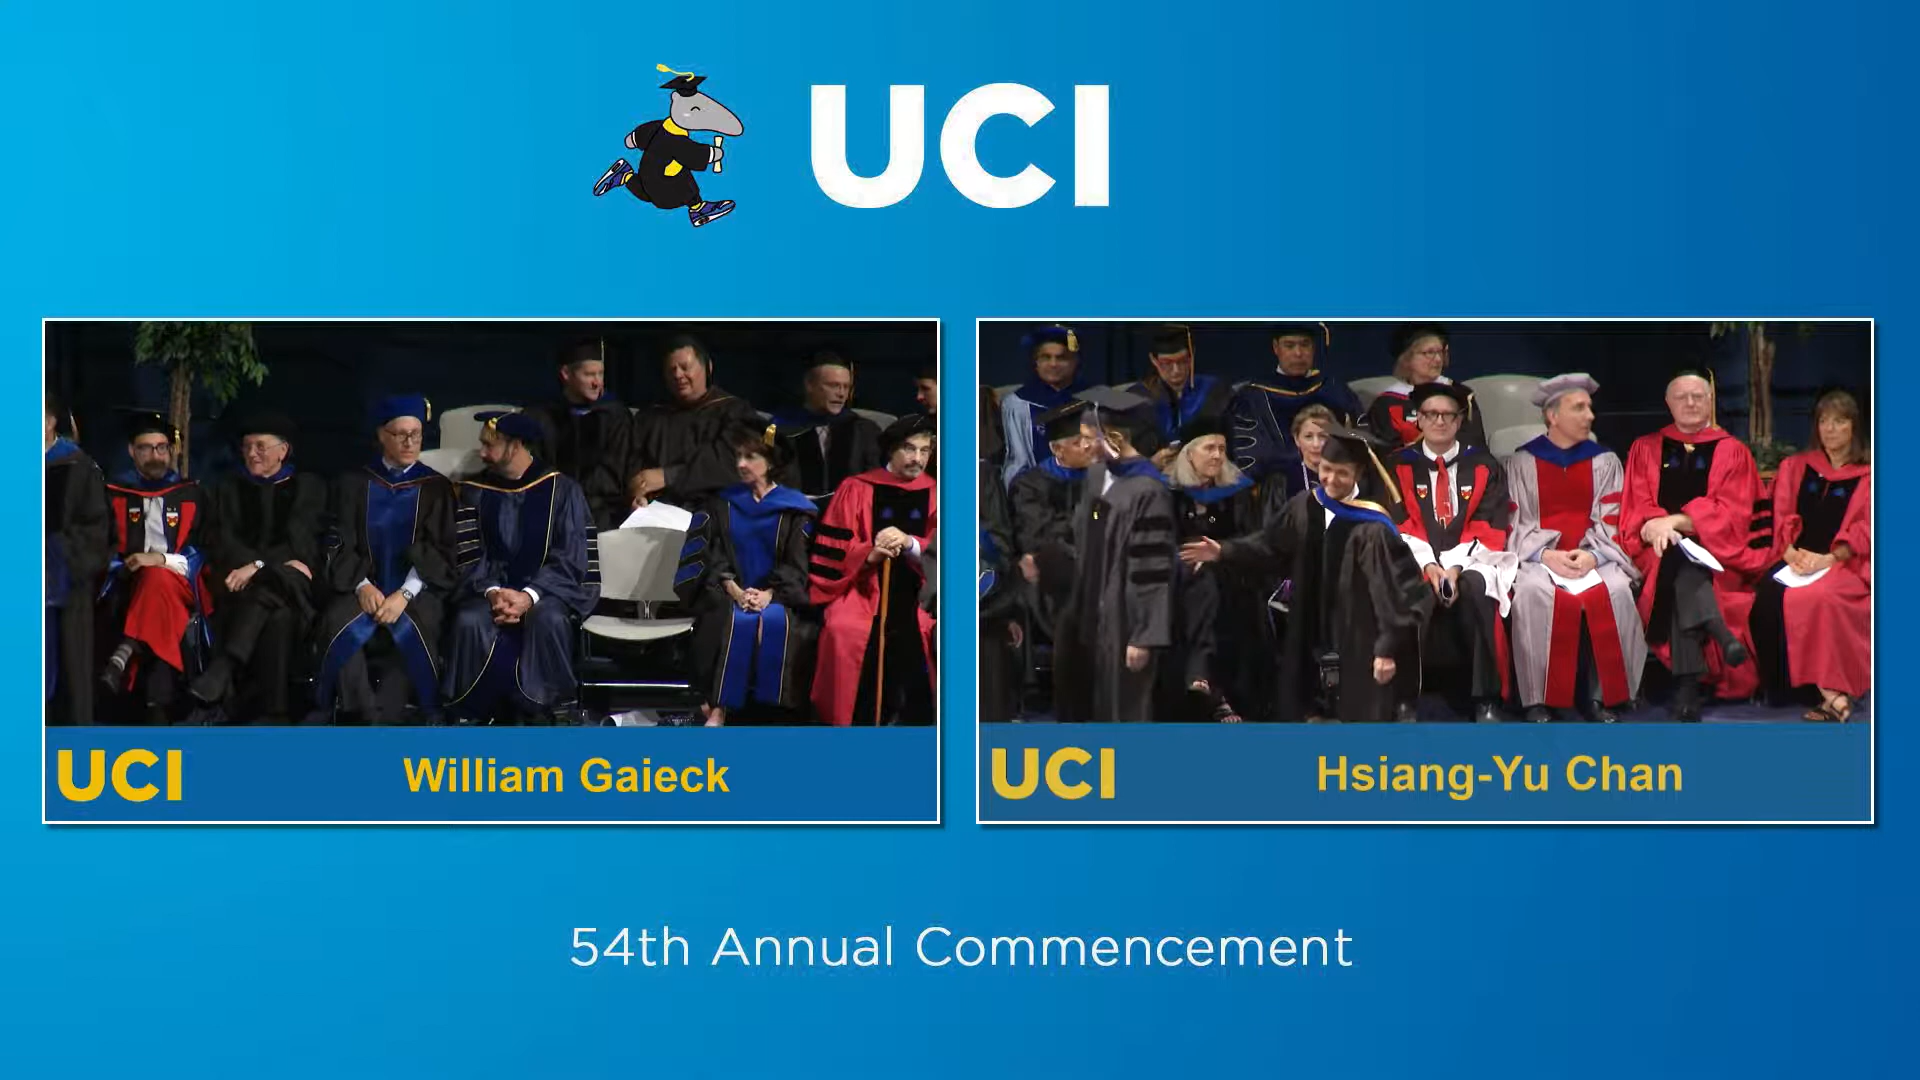 UCI
UCI
William Gaieck
UCI
Hsiang-Yu Chan
54th Annual Commencement